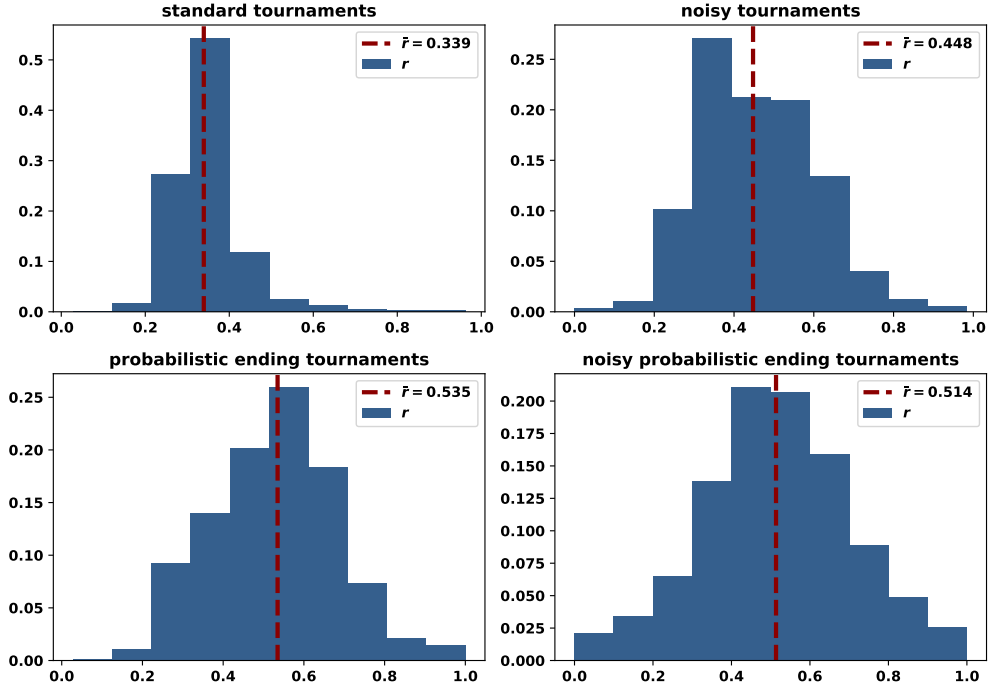 standard tournaments
r̄ = 0.339
r
0.5
0.4
0.3
0.2
0.1
0.0
0.0 0.2 0.4 0.6 0.8 1.0
noisy tournaments
r̄ = 0.448
r
0.25
0.20
0.15
0.10
0.05
0.00
0.0 0.2 0.4 0.6 0.8 1.0
probabilistic ending tournaments
r̄ = 0.535
r
0.25
0.20
0.15
0.10
0.05
0.00
0.0 0.2 0.4 0.6 0.8 1.0
noisy probabilistic ending tournaments
r̄ = 0.514
r
0.200
0.175
0.150
0.125
0.100
0.075
0.050
0.025
0.000
0.0 0.2 0.4 0.6 0.8 1.0